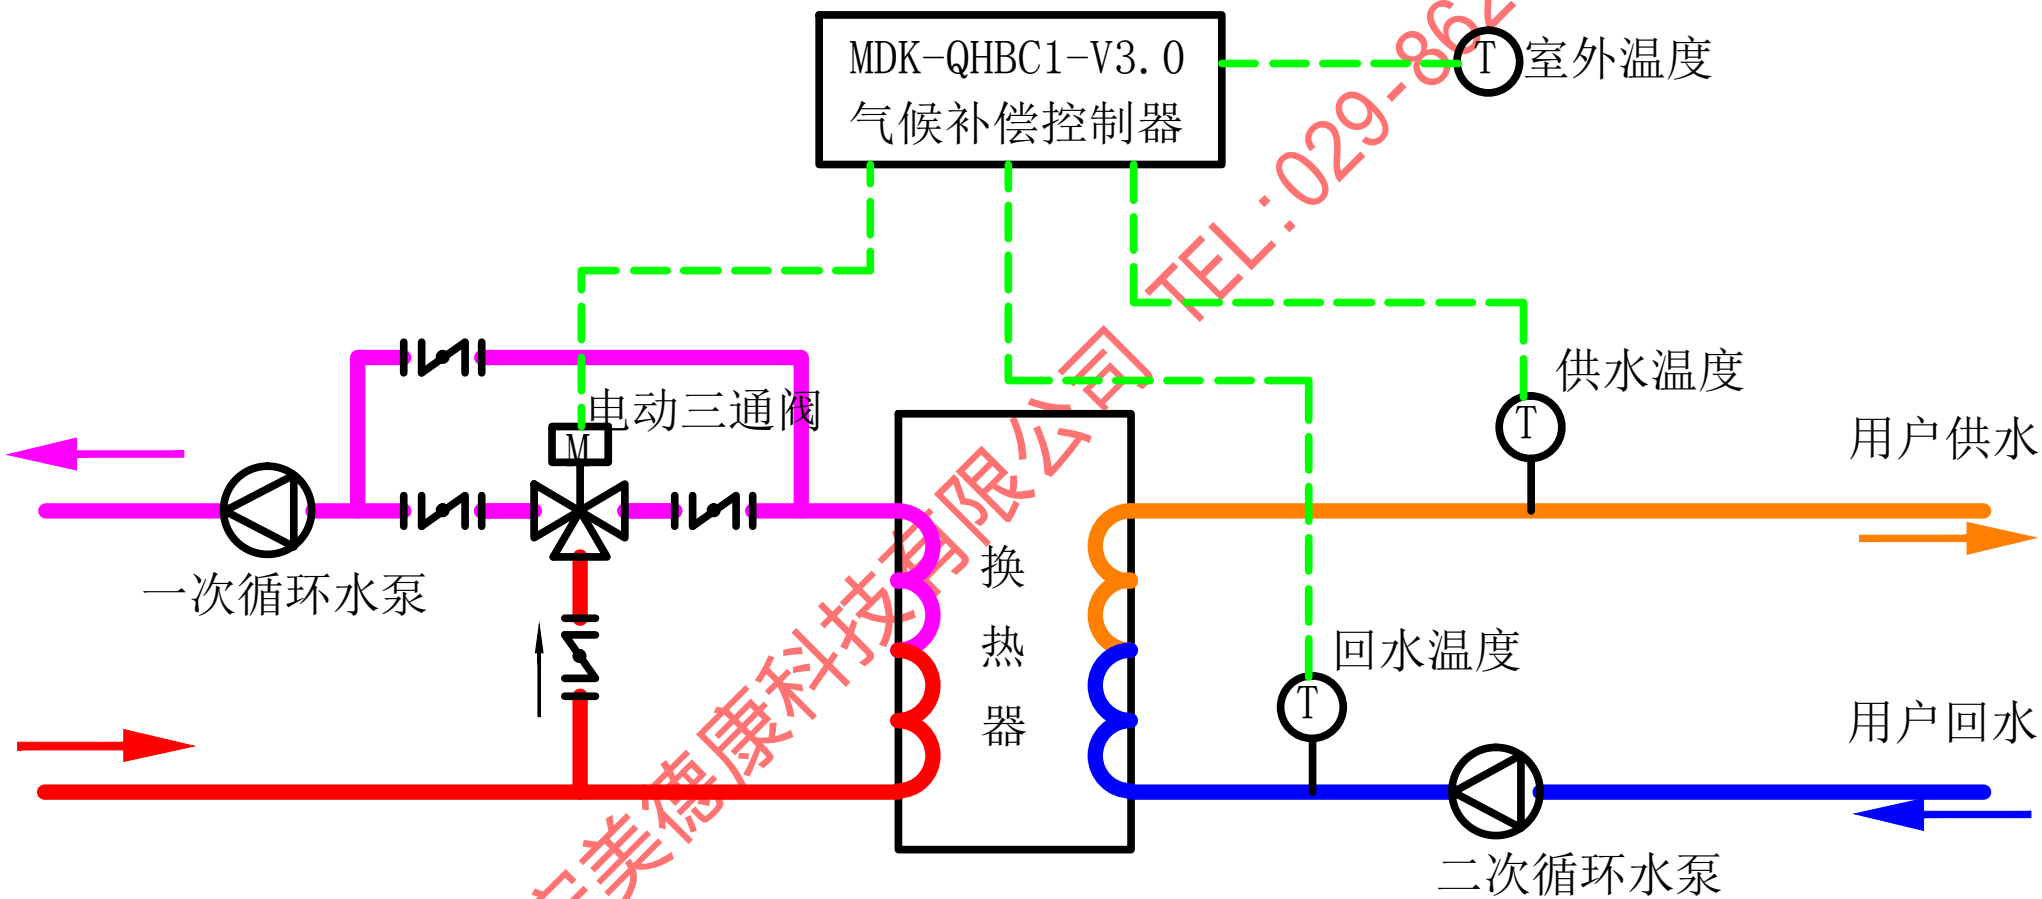 MDK-QHBC1-V3.0
气候补偿控制器
T
室外温度
供水温度
T
电动三通阀
M
用户供水
一次循环水泵
换
热
器
回水温度
T
用户回水
二次循环水泵
美德康科技有限公司 TEL:029-862